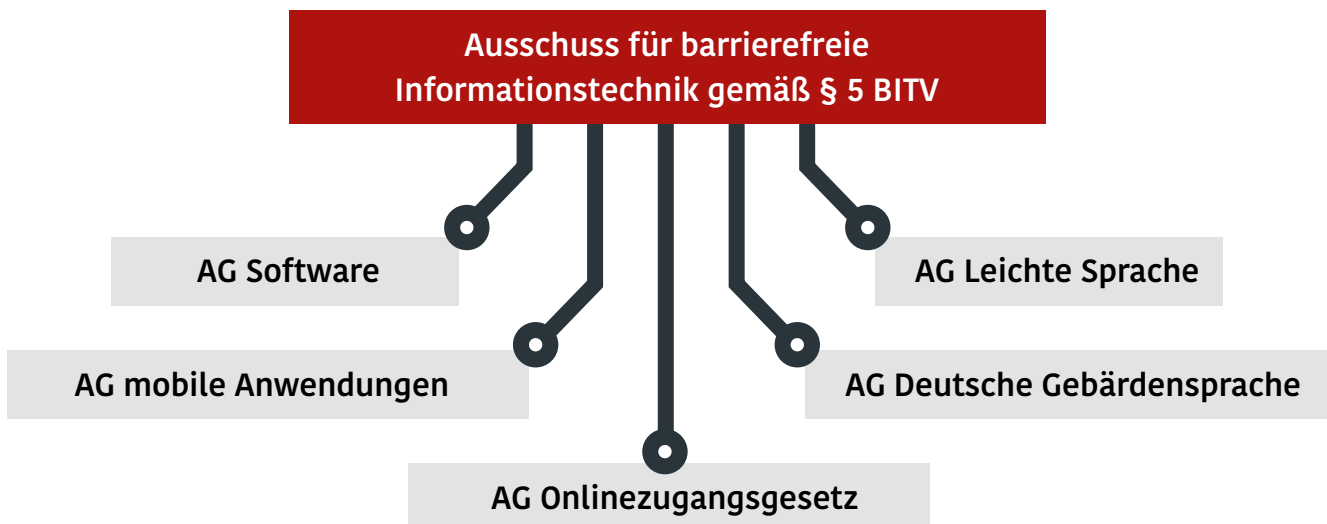 Ausschuss für barrierefreie
Informationstechnik gemäß § 5 BITV
AG Software
AG Leichte Sprache
AG mobile Anwendungen
AG Deutsche Gebärdensprache
AG Onlinezugangsgesetz